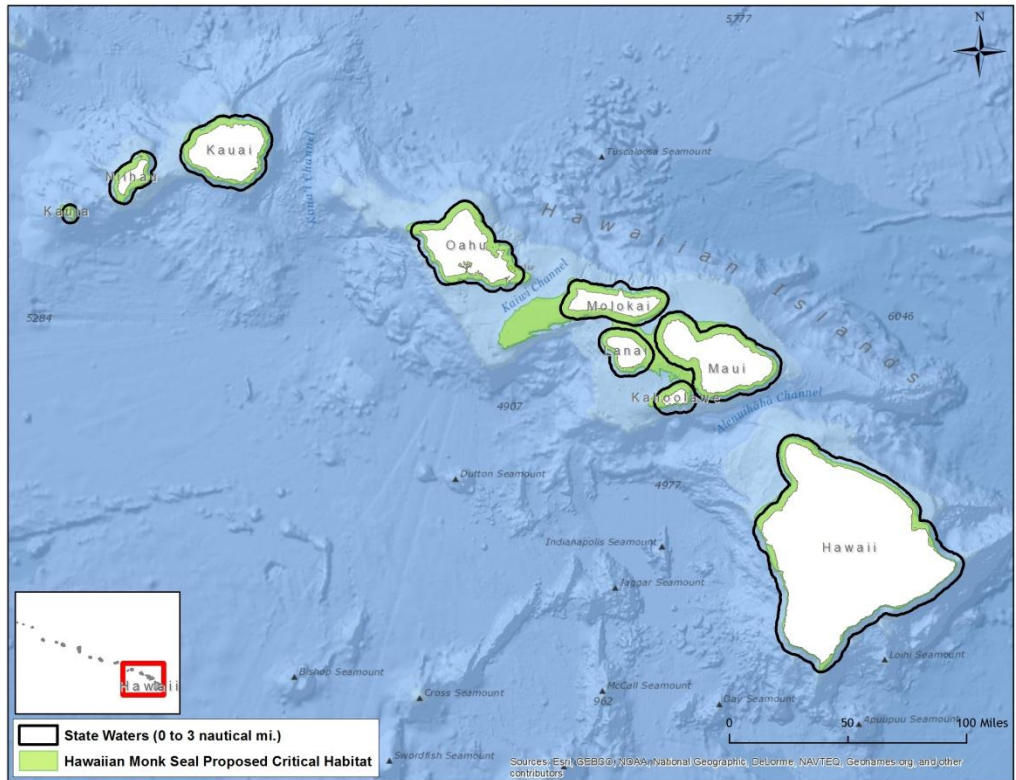 5777
N
Tuscaloosa Seamount
Kauai
Kauai Channel
Niihau
Kaula
Hawaiian Islands
Oahu
Kaiwi Channel
Molokai
5284
6046
Lanai
Maui
Kahoolawe
4907
Alenuihaha Channel
Dutton Seamount
4977
Indianapolis Seamount
Hawaii
Jaggar Seamount
Loihi Seamount
Bishop Seamount
Cross Seamount
McCall Seamount
962
Day Seamount
Apuupuu Seamount
Hawaii
0 50 100 Miles
State Waters (0 to 3 nautical mi.)
Hawaiian Monk Seal Proposed Critical Habitat
Swordfish Seamount
Sources: Esri, GEBCO, NOAA, National Geographic, DeLorme, NAVTEQ, Geonames.org, and other
contributors